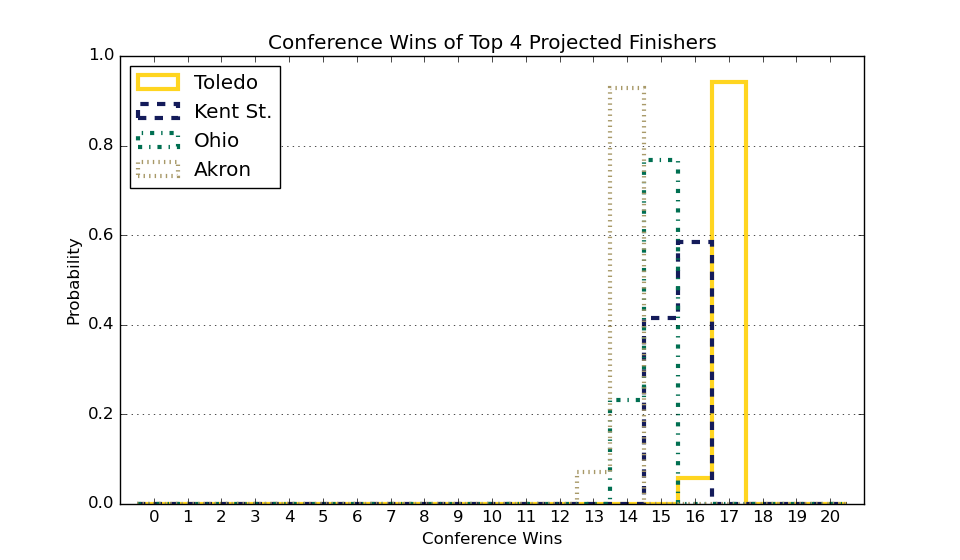 Conference Wins of Top 4 Projected Finishers
1.0
0.8
0.6
0.4
0.2
0.0
Probability
Toledo
Kent St.
Ohio
Akron
0 1 2 3 4 5 6 7 8 9 10 11 12 13 14 15 16 17 18 19 20
Conference Wins